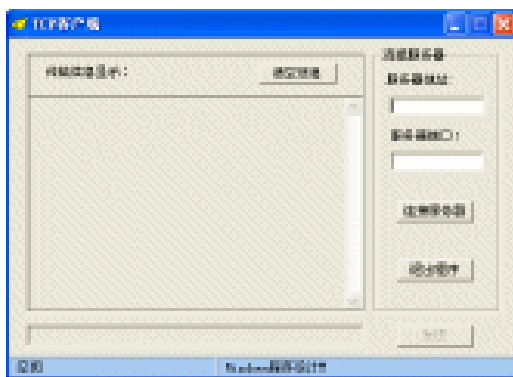 TCP客户端
传输信息显示：
清空信息
连接服务器
服务器地址:
服务器端口：
连接服务器
退出程序
发送
空闲
Windows程序设计